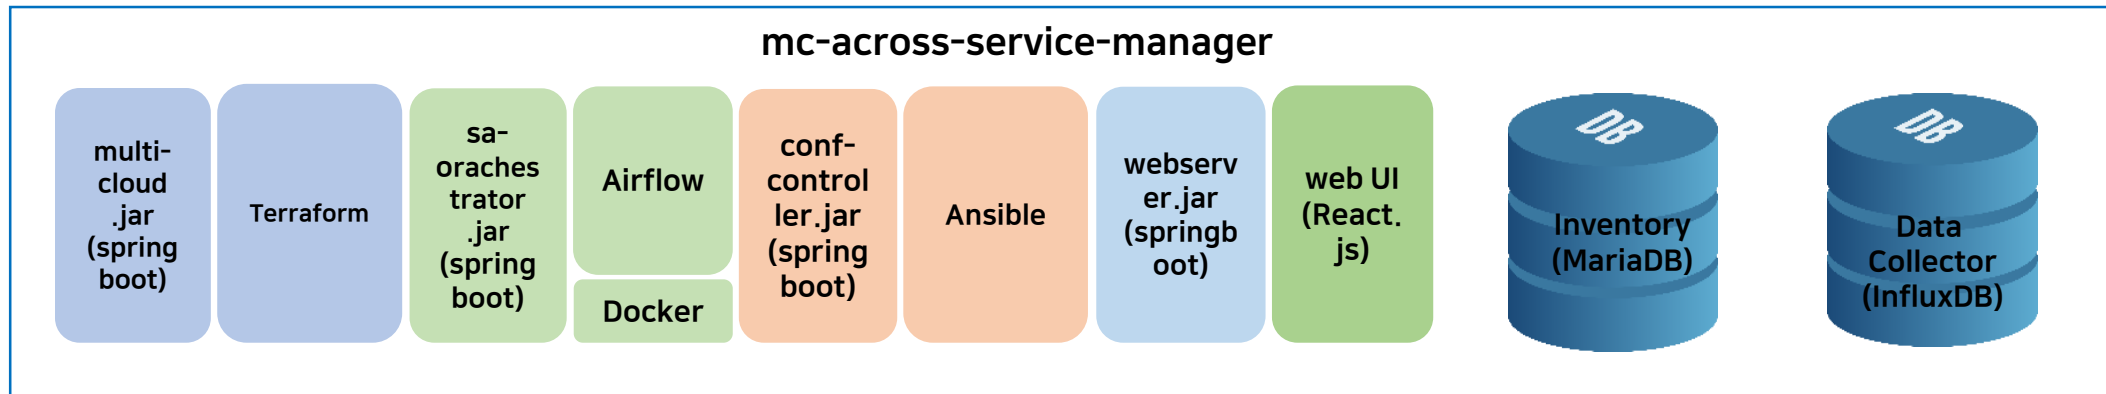 mc-across-service-manager
multi-
cloud
.jar
(spring
boot)
Terraform
sa-
oraches
trator
.jar
(spring
boot)
Airflow
Docker
conf-
control
ler.jar
(spring
boot)
Ansible
webserv
er.jar
(springb
oot)
web UI
(React.
js)
DB
Inventory
(MariaDB)
DB
Data
Collector
(InfluxDB)